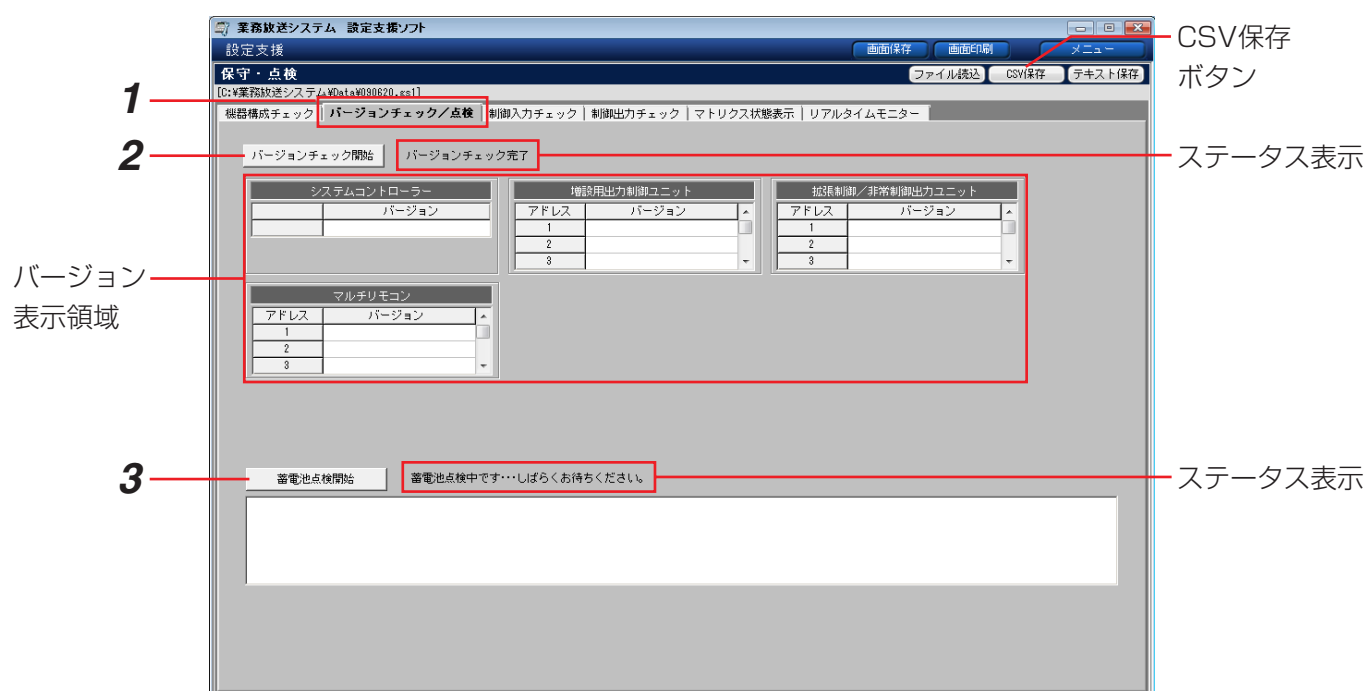 業務放送システム 設定支援ソフト
設定支援
画面保存
画面印刷
メニュー
CSV保存
ボタン
保守・点検
ファイル読込
CSV保存
テキスト保存
[C:¥業務放送システム¥Data¥090620.gs1]
1
機器構成チェック
バージョンチェック／点検
制御入力チェック
制御出力チェック
マトリクス状態表示
リアルタイムモニター
2
バージョンチェック開始
バージョンチェック完了
ステータス表示
バージョン
表示領域
システムコントローラー
バージョン
増設用出力制御ユニット
アドレス バージョン
1
2
3
拡張制御／非常制御出力ユニット
アドレス バージョン
1
2
3
マルチリモコン
アドレス バージョン
1
2
3
3
蓄電池点検開始
蓄電池点検中です・・・しばらくお待ちください。
ステータス表示